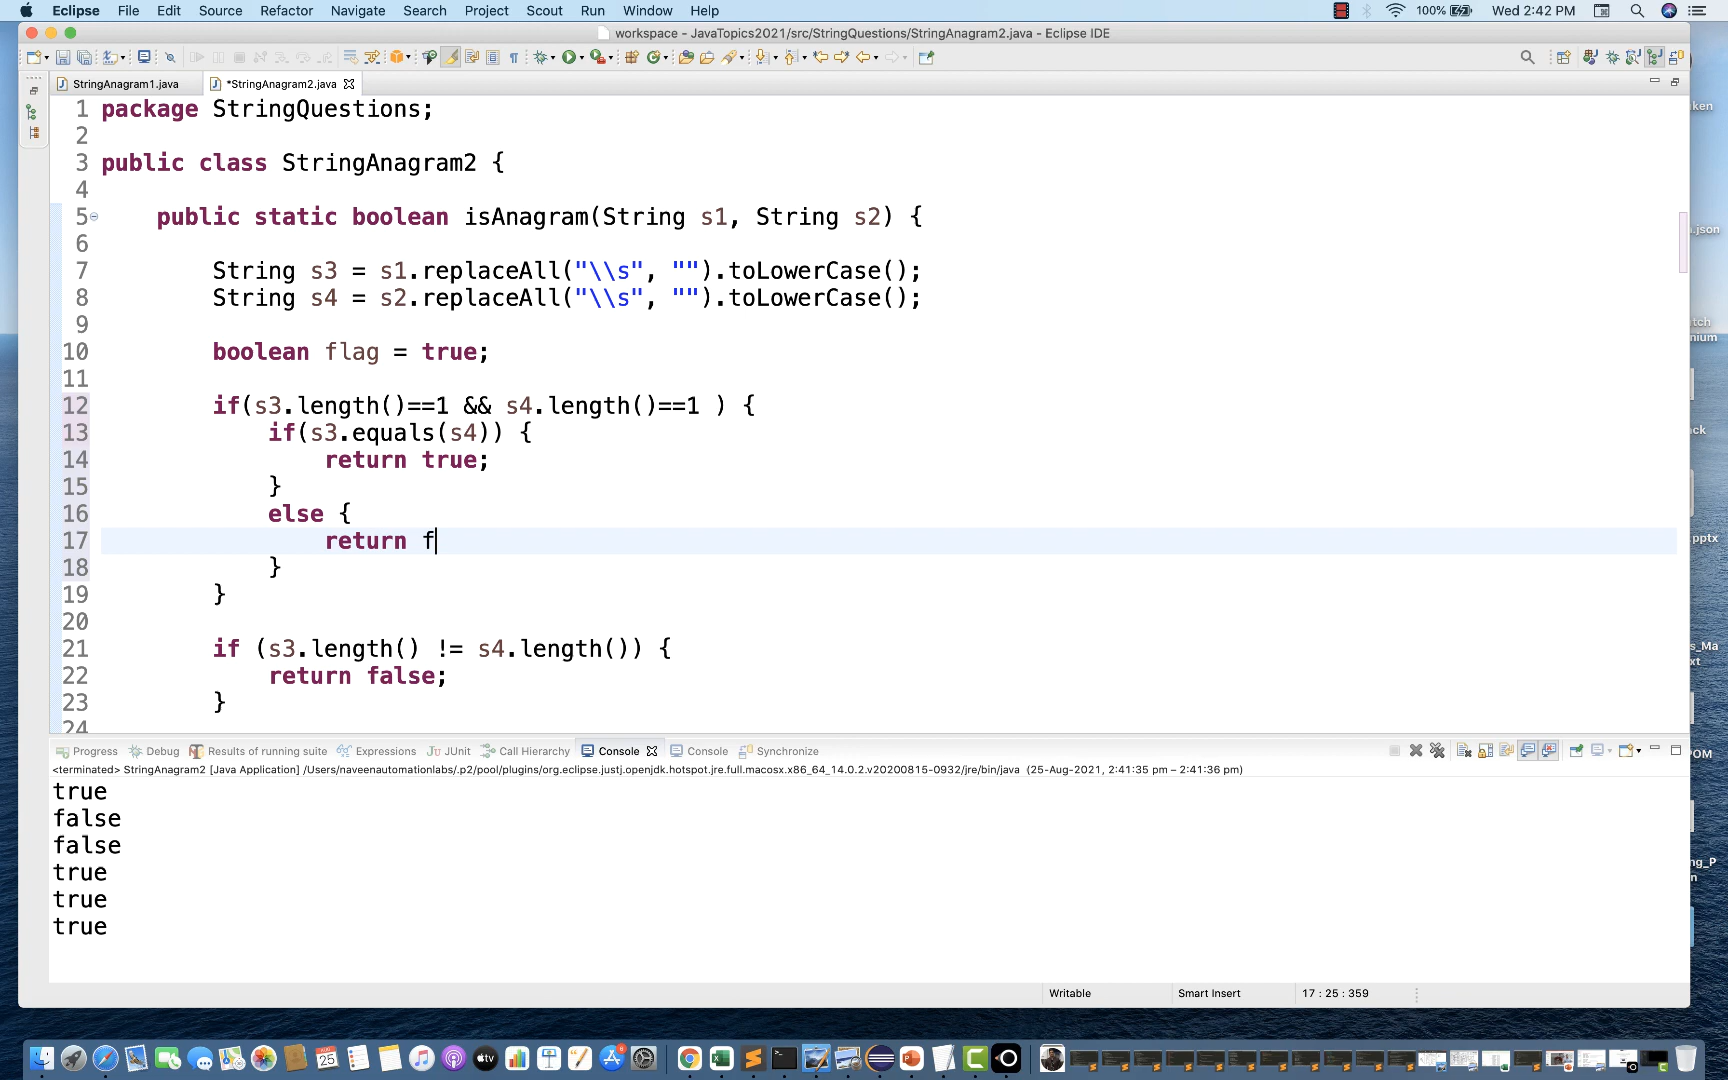 Eclipse File Edit Source Refactor Navigate Search Project Scout Run Window Help 100% Wed 2:42 PM
workspace - JavaTopics2021/src/StringQuestions/StringAnagram2.java - Eclipse IDE
StringAnagram1.java *StringAnagram2.java
1 package StringQuestions;
2
3 public class StringAnagram2 {
4
5 public static boolean isAnagram(String s1, String s2) {
6
7 String s3 = s1.replaceAll("\\s", "").toLowerCase();
8 String s4 = s2.replaceAll("\\s", "").toLowerCase();
9
10 boolean flag = true;
11
12 if(s3.length()==1 && s4.length()==1 ) {
13 if(s3.equals(s4)) {
14 return true;
15 }
16 else {
17 return f
18 }
19 }
20
21 if (s3.length() != s4.length()) {
22 return false;
23 }
24
Progress Debug Results of running suite Expressions JUnit Call Hierarchy Console Console Synchronize
<terminated> StringAnagram2 [Java Application] /Users/naveenautomationlabs/.p2/pool/plugins/org.eclipse.justj.openjdk.hotspot.jre.full.macosx.x86_64_14.0.2.v20200815-0932/jre/bin/java (25-Aug-2021, 2:41:35 pm – 2:41:36 pm)
true
false
false
true
true
true
Writable Smart Insert 17 : 25 : 359